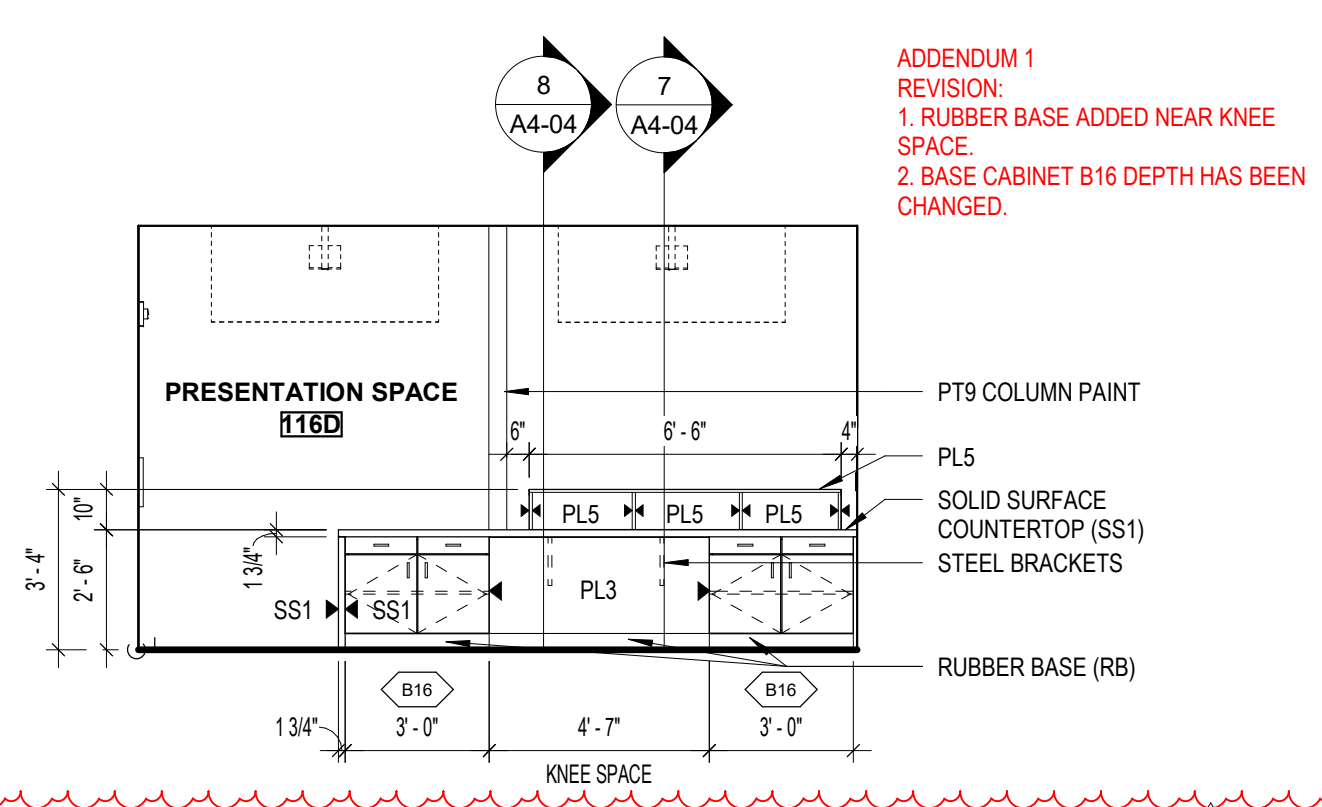 8
A4-04
7
A4-04
ADDENDUM 1
REVISION:
1. RUBBER BASE ADDED NEAR KNEE
SPACE.
2. BASE CABINET B16 DEPTH HAS BEEN
CHANGED.
PRESENTATION SPACE
116D
PT9 COLUMN PAINT
6"
6' - 6"
4"
PL5
10"
PL5
PL5
PL5
SOLID SURFACE
COUNTERTOP (SS1)
STEEL BRACKETS
3' - 4"
2' - 6"
1 3/4"
SS1
SS1
PL3
RUBBER BASE (RB)
B16
B16
1 3/4"
3' - 0"
4' - 7"
3' - 0"
KNEE SPACE